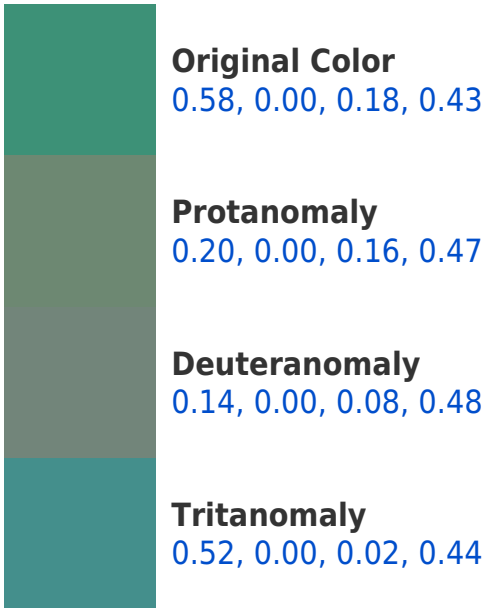 Original Color
0.58, 0.00, 0.18, 0.43
Protanomaly
0.20, 0.00, 0.16, 0.47
Deuteranomaly
0.14, 0.00, 0.08, 0.48
Tritanomaly
0.52, 0.00, 0.02, 0.44